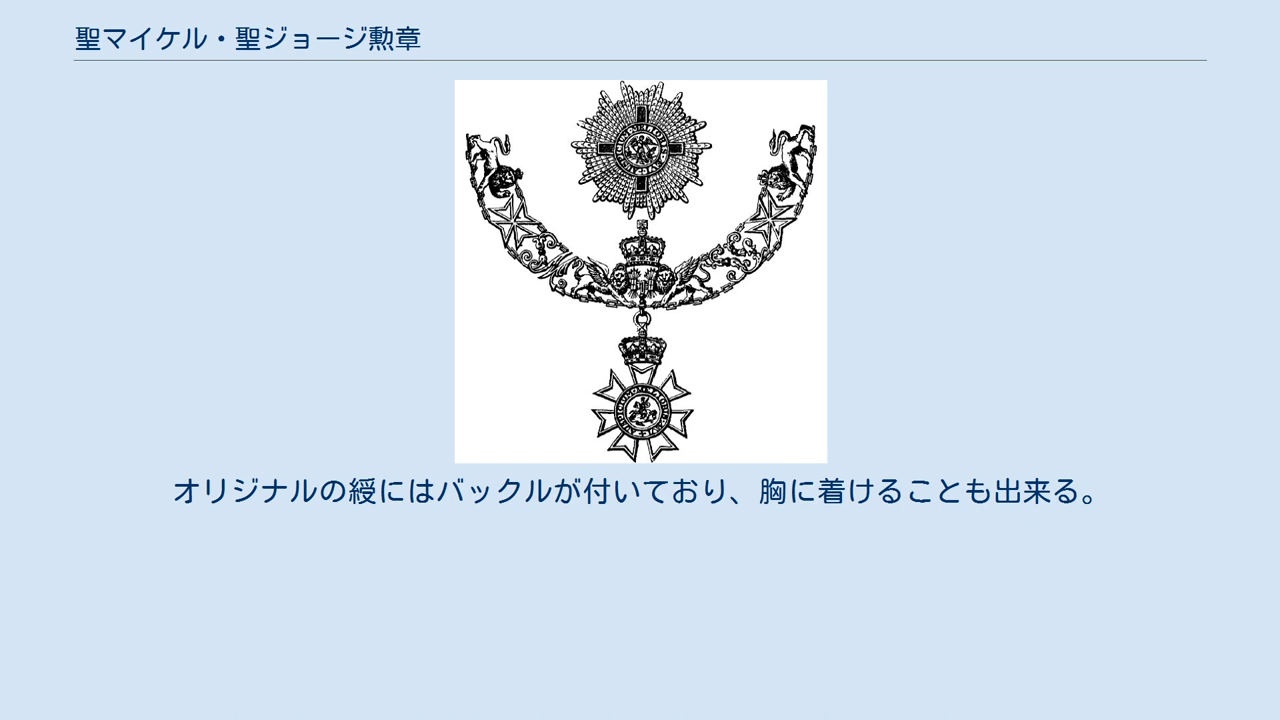 聖マイケル・聖ジョージ勲章
オリジナルの綬にはバックルが付いており、胸に着けることも出来る。